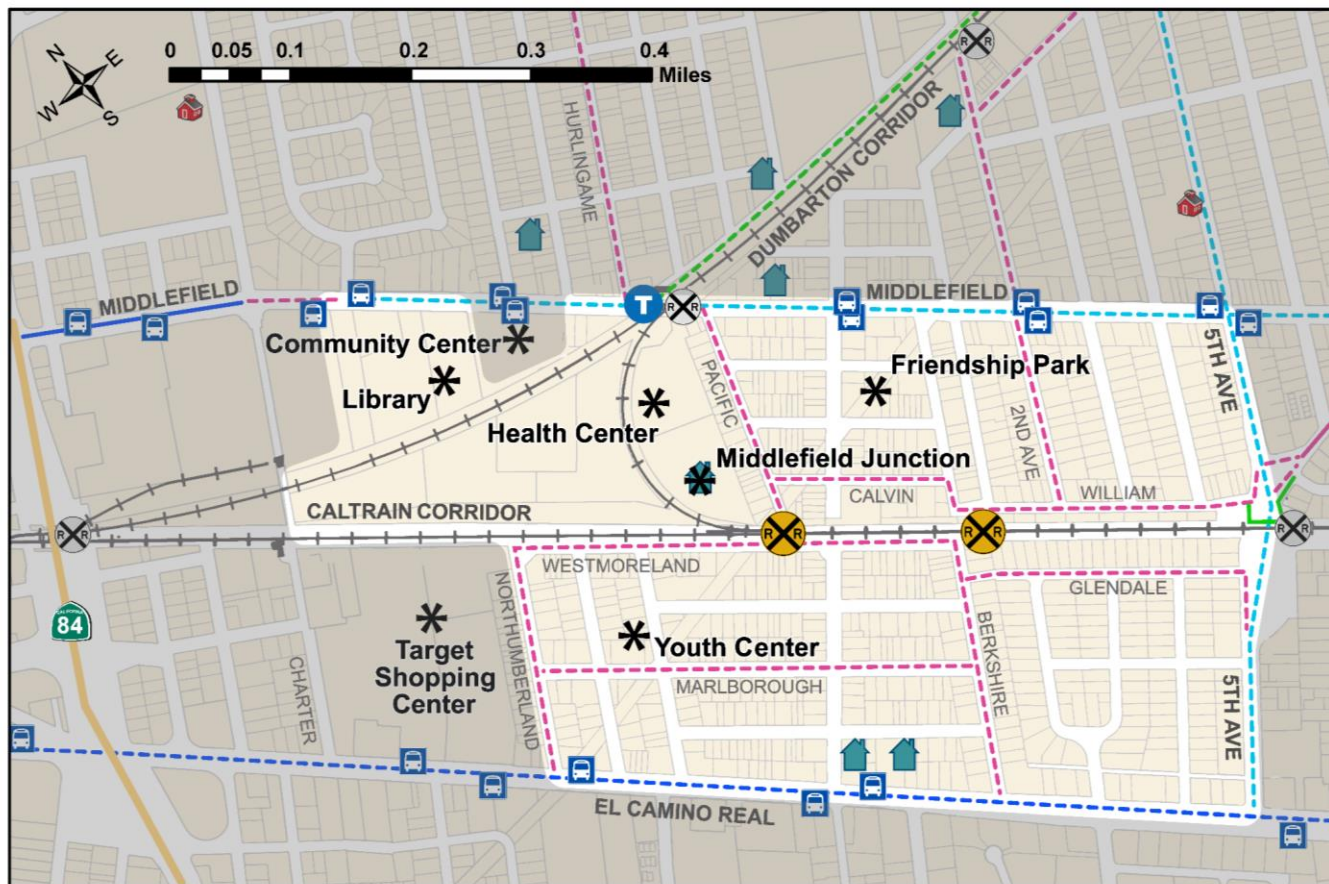 N
E
W
S
0 0.05 0.1 0.2 0.3 0.4
Miles
HURLINGAME
DUMBARTON CORRIDOR
R R
MIDDLEFIELD
T
R R
MIDDLEFIELD
Community Center
Library
Health Center
PACIFIC
Friendship Park
2ND AVE
5TH AVE
Middlefield Junction
CALVIN
WILLIAM
CALTRAIN CORRIDOR
R R
R R
R R
R R
WESTMORELAND
GLENDALE
84
Target
Shopping
Center
NORTHUMBERLAND
Youth Center
BERKSHIRE
CHARTER
MARLBOROUGH
5TH AVE
EL CAMINO REAL